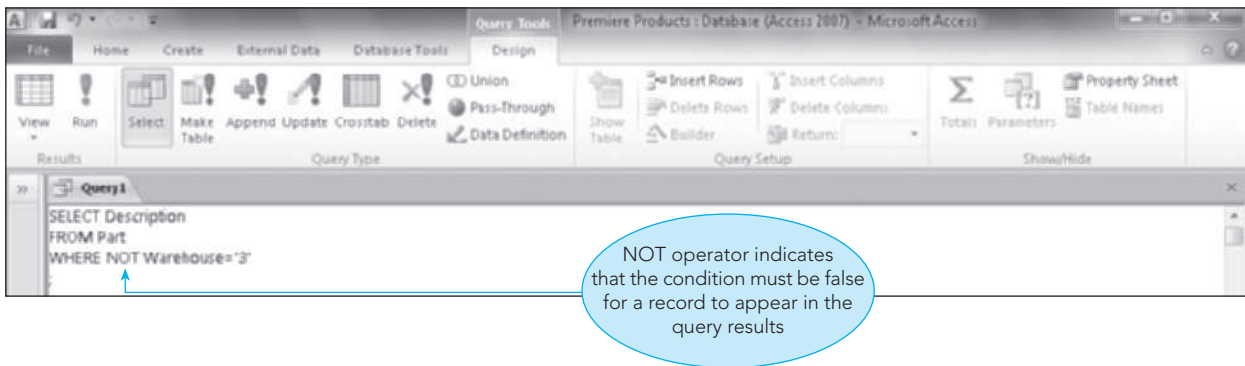 A
Query Tools
Premiere Products : Database (Access 2007) - Microsoft Access
File Home Create External Data Database Tools Design
View
Run
Select
Make Table
Append
Update
Crosstab
Delete
Union
Pass-Through
Data Definition
Show Table
Insert Rows
Delete Rows
Builder
Insert Columns
Delete Columns
Return:
Totals
Parameters
Property Sheet
Table Names
Results
Query Type
Query Setup
Show/Hide
Query1
SELECT Description
FROM Part
WHERE NOT Warehouse='3'
;
NOT operator indicates
that the condition must be false
for a record to appear in the
query results